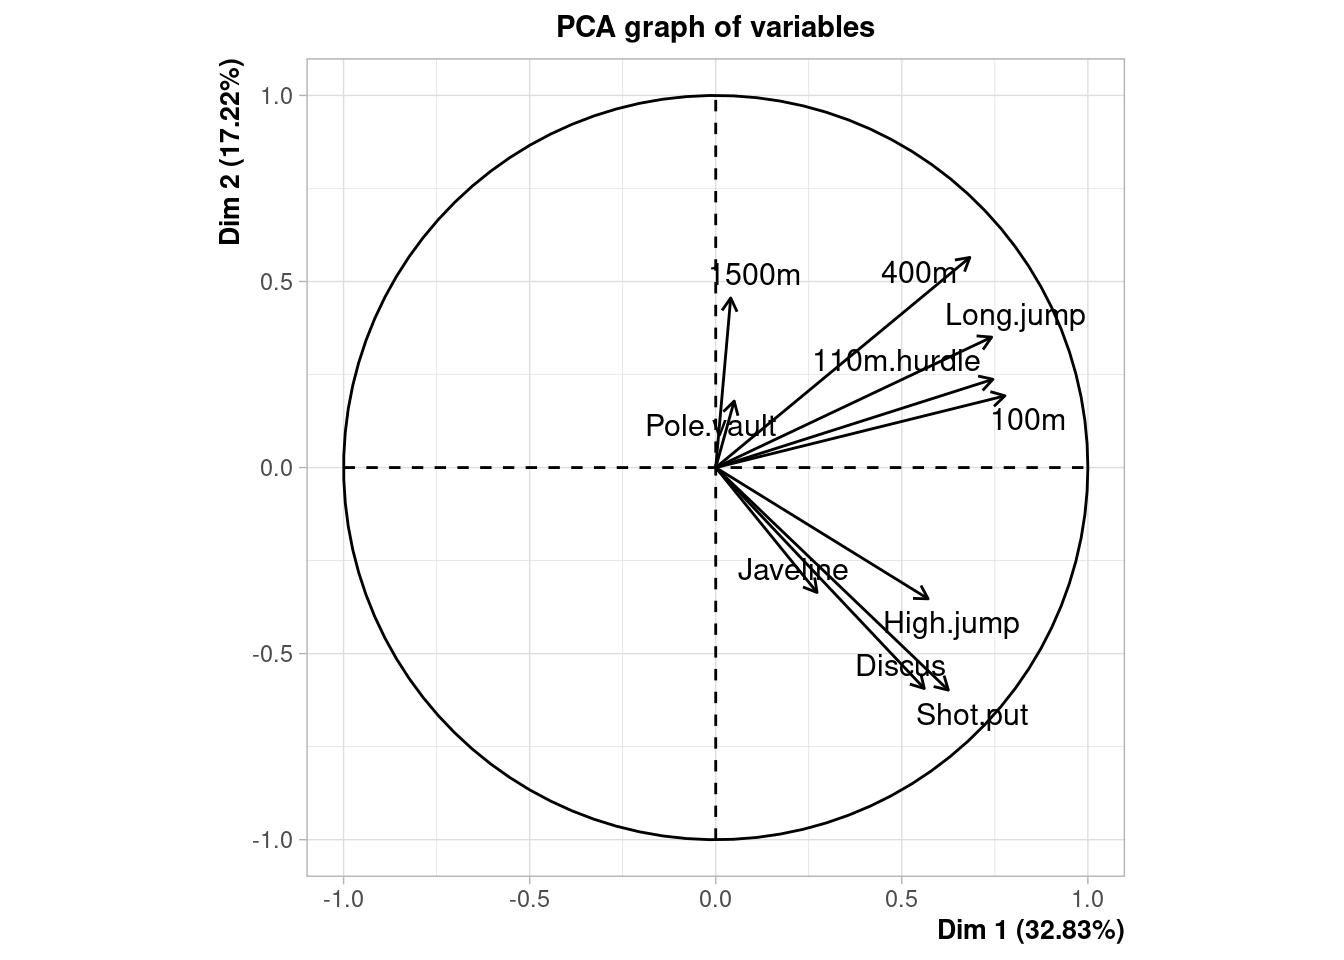 PCA graph of variables
Dim 2 (17.22%)
1.0
0.5
0.0
-0.5
-1.0
1500m
400m
Long.jump
110m.hurdle
100m
Pole.vault
Javeline
High.jump
Discus
Shot.put
-1.0
-0.5
0.0
0.5
1.0
Dim 1 (32.83%)